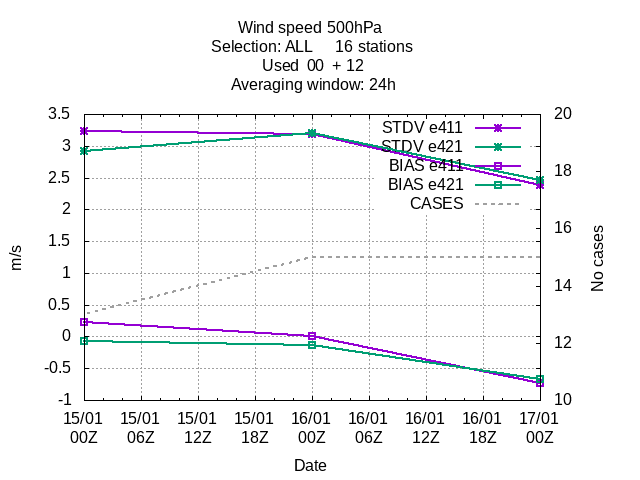 Wind speed 500hPa
Selection: ALL 16 stations
Used 00 + 12
Averaging window: 24h
3.5
3
2.5
2
1.5
1
0.5
0
-0.5
-1
m/s
20
18
16
14
12
10
No cases
STDV e411
STDV e421
BIAS e411
BIAS e421
CASES
15/01 15/01 15/01 15/01 16/01 16/01 16/01 16/01 17/01
00Z 06Z 12Z 18Z 00Z 06Z 12Z 18Z 00Z
Date